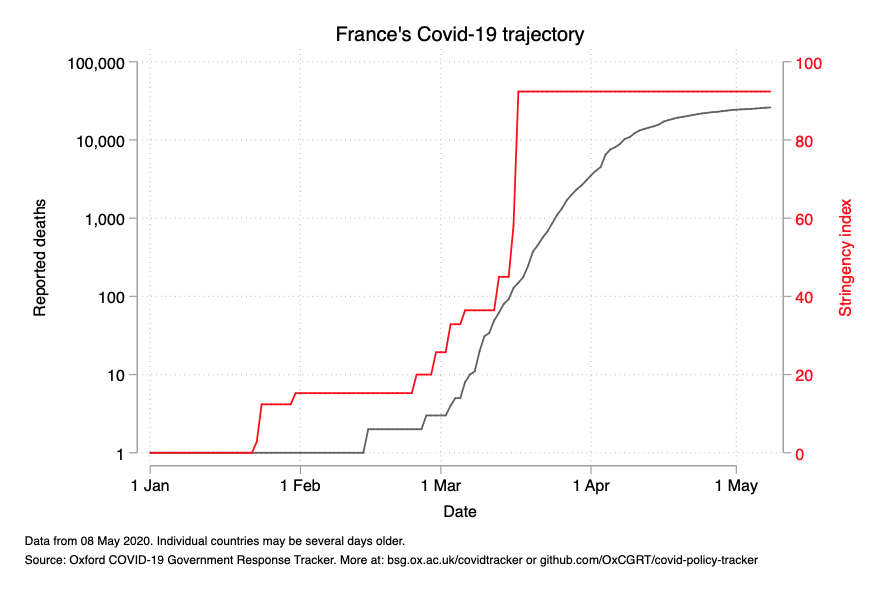 France's Covid-19 trajectory
100,000
10,000
1,000
100
10
1
Reported deaths
100
80
60
40
20
0
Stringency index
1 Jan
1 Feb
1 Mar
1 Apr
1 May
Date
Data from 08 May 2020. Individual countries may be several days older.
Source: Oxford COVID-19 Government Response Tracker. More at: bsg.ox.ac.uk/covidtracker or github.com/OxCGRT/covid-policy-tracker